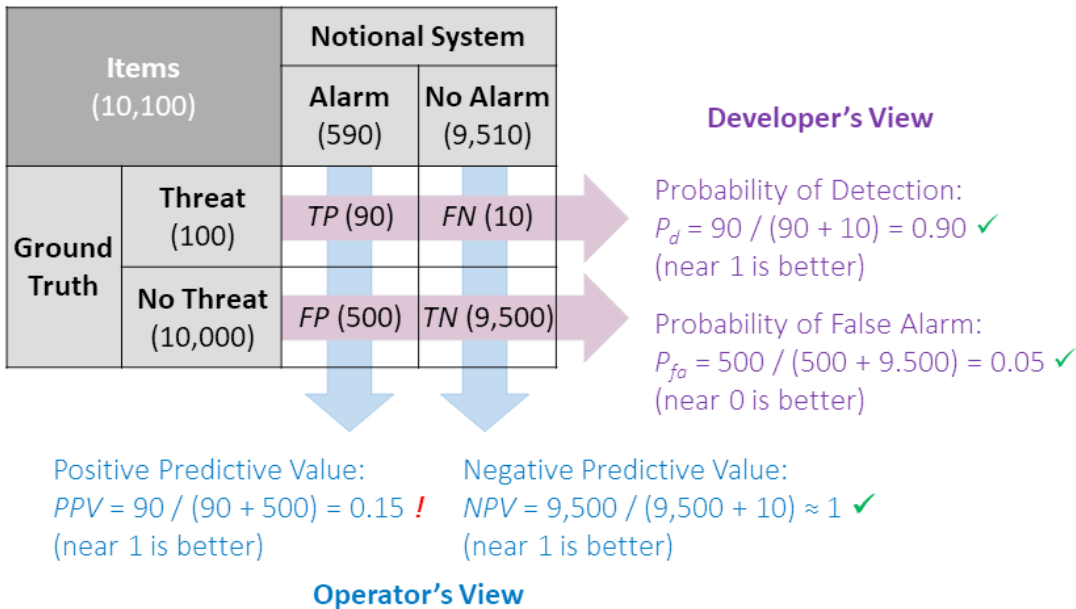 Items
(10,100)
Notional System
Alarm
(590)
No Alarm
(9,510)
Ground
Truth
Threat
(100)
TP (90)
FN (10)
No Threat
(10,000)
FP (500)
TN (9,500)
Developer's View
Probability of Detection:
Pd = 90 / (90 + 10) = 0.90 ✓
(near 1 is better)
Probability of False Alarm:
Pfa = 500 / (500 + 9.500) = 0.05 ✓
(near 0 is better)
Positive Predictive Value:
PPV = 90 / (90 + 500) = 0.15 !
(near 1 is better)
Negative Predictive Value:
NPV = 9,500 / (9,500 + 10) ≈ 1 ✓
(near 1 is better)
Operator's View